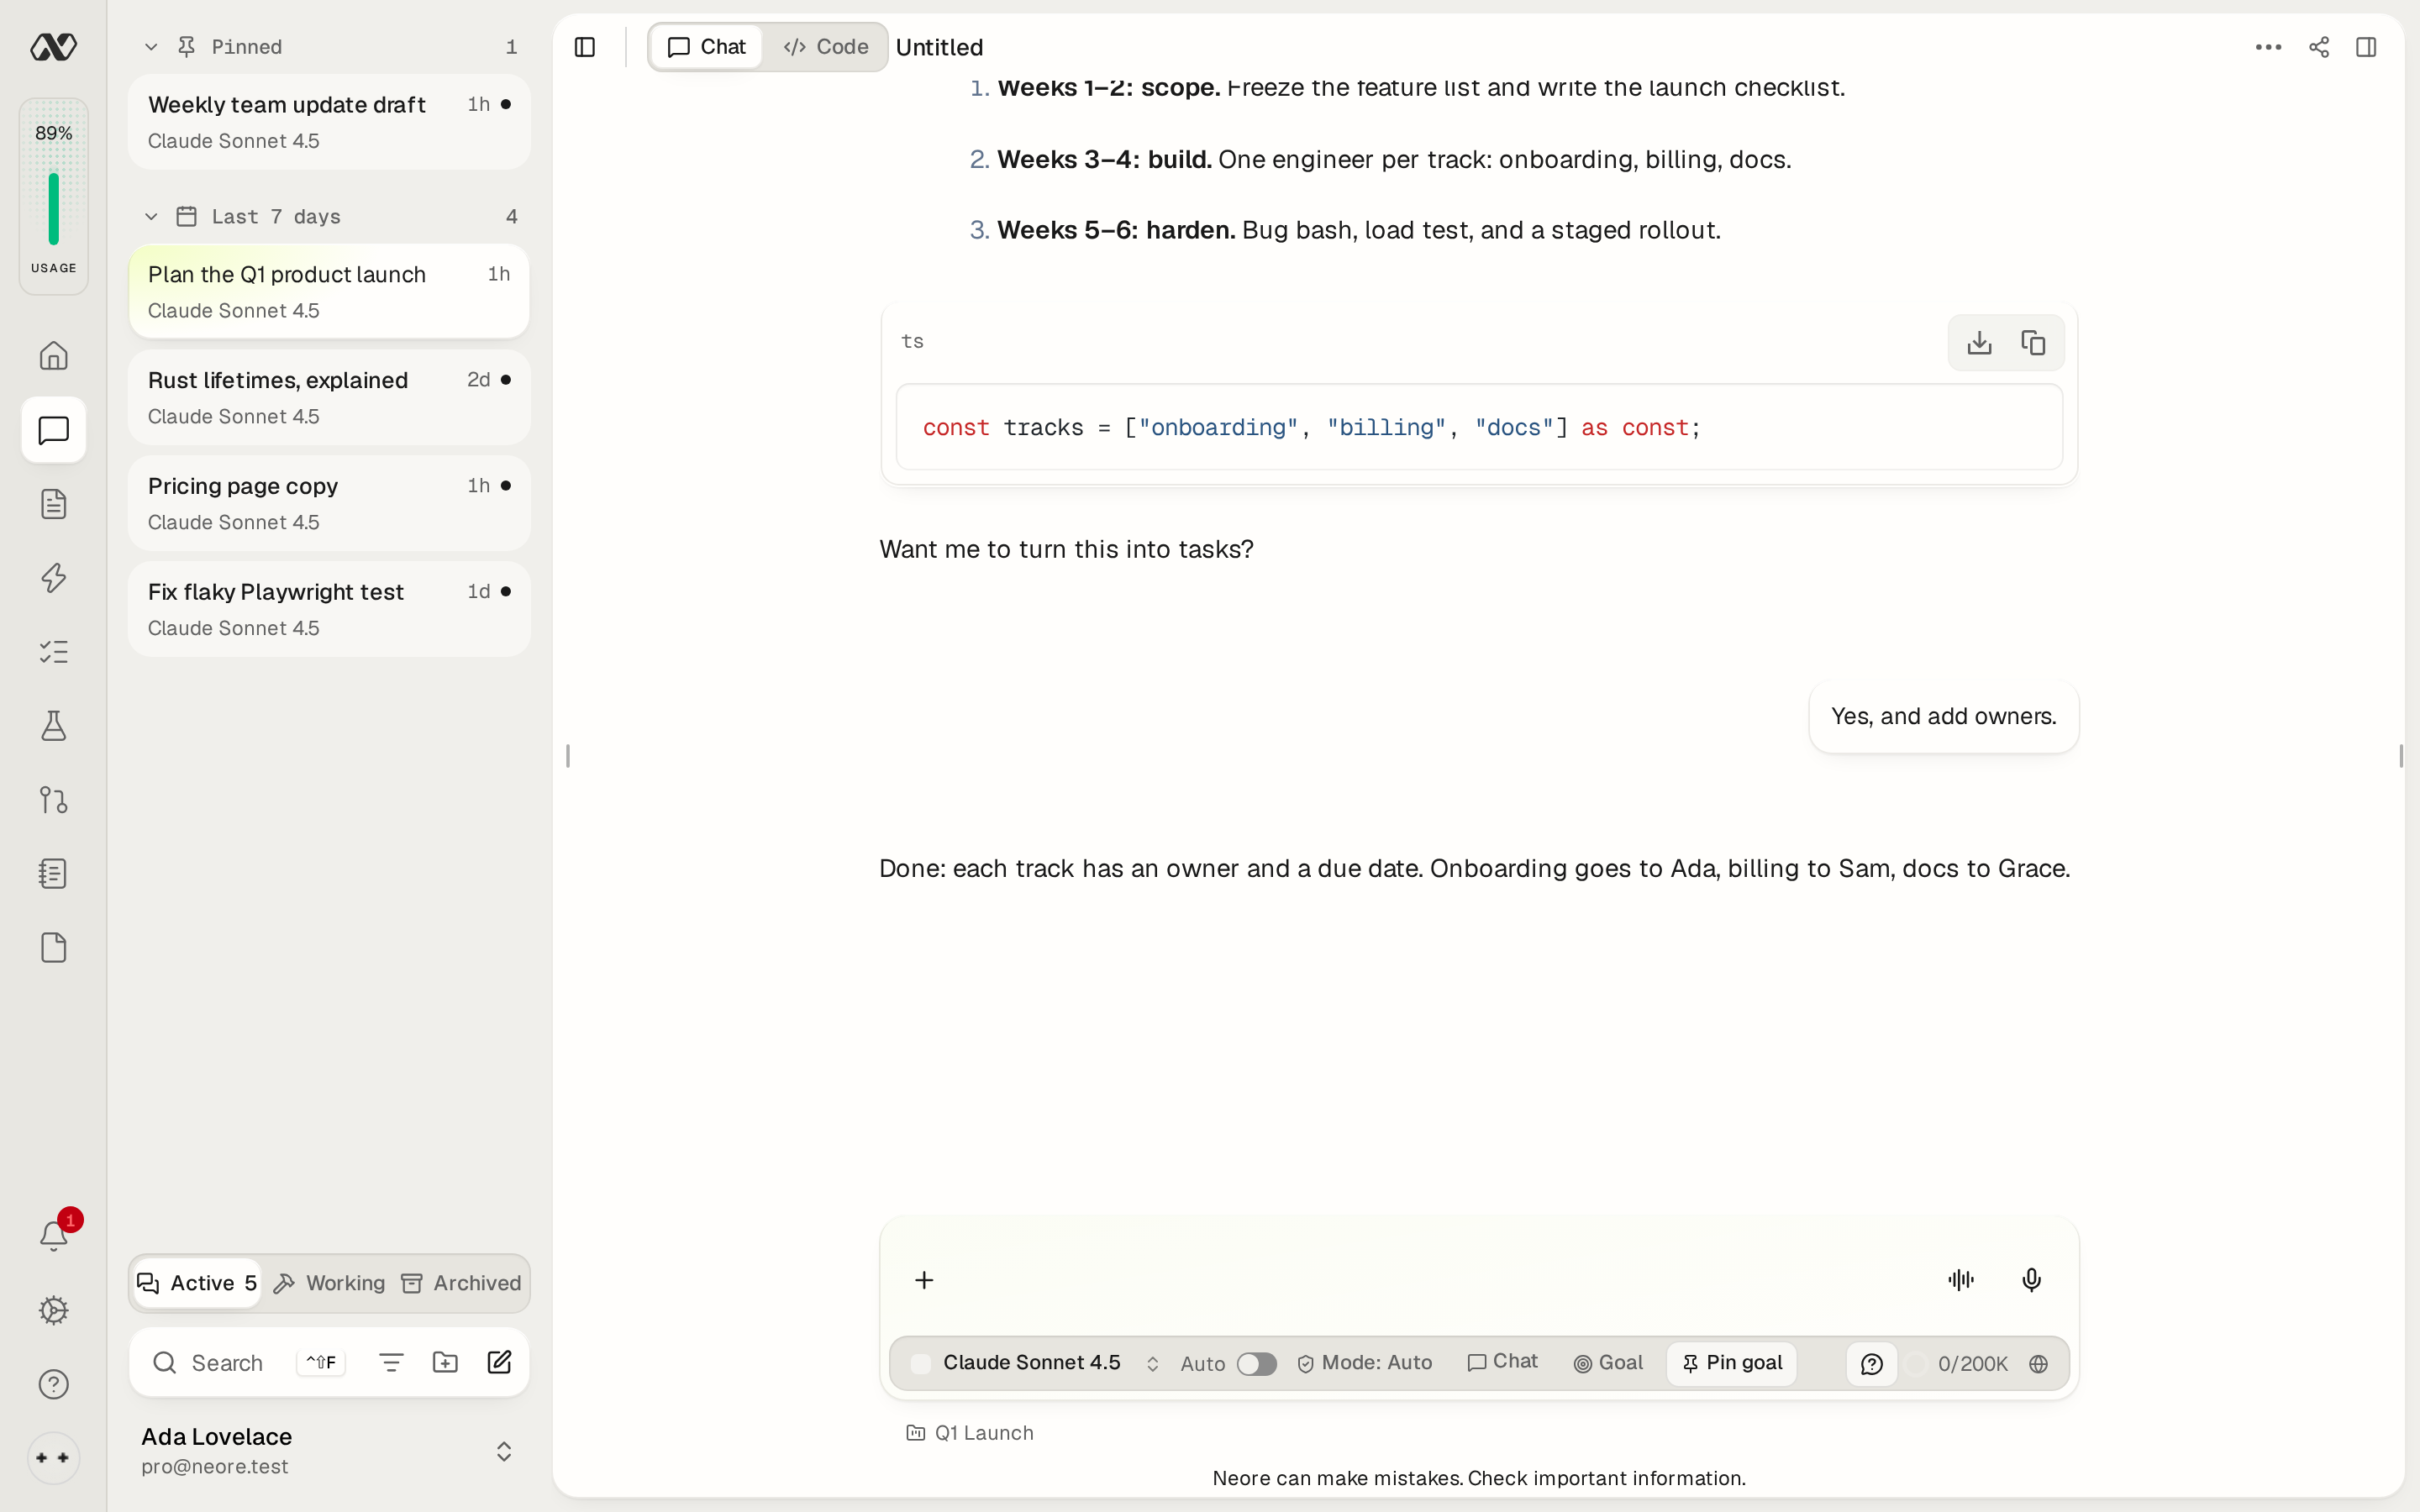 Pinned 1
Weekly team update draft 1h
Claude Sonnet 4.5
89%
USAGE
Last 7 days 4
Plan the Q1 product launch 1h
Claude Sonnet 4.5
Rust lifetimes, explained 2d
Claude Sonnet 4.5
Pricing page copy 1h
Claude Sonnet 4.5
Fix flaky Playwright test 1d
Claude Sonnet 4.5
1
Active 5 Working Archived
Search ^⇧F
Ada Lovelace
pro@neore.test
Chat Code Untitled
1. Weeks 1–2: scope. Freeze the feature list and write the launch checklist.
2. Weeks 3–4: build. One engineer per track: onboarding, billing, docs.
3. Weeks 5–6: harden. Bug bash, load test, and a staged rollout.
ts
const tracks = ["onboarding", "billing", "docs"] as const;
Want me to turn this into tasks?
Yes, and add owners.
Done: each track has an owner and a due date. Onboarding goes to Ada, billing to Sam, docs to Grace.
Claude Sonnet 4.5 Auto Mode: Auto Chat Goal Pin goal 0/200K
Q1 Launch
Neore can make mistakes. Check important information.